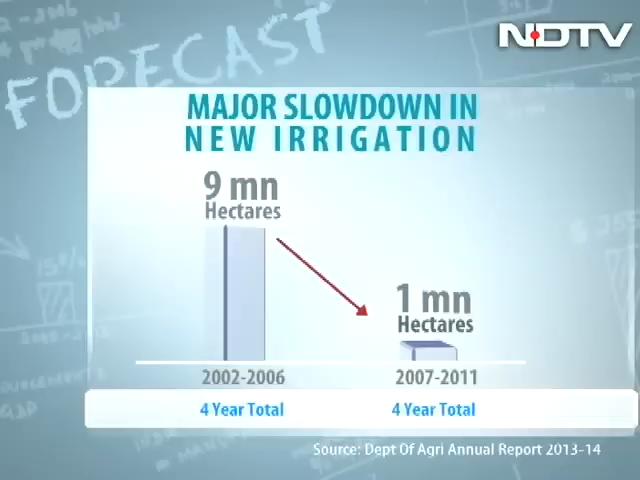 NDTV
FORECAST
MAJOR SLOWDOWN IN
NEW IRRIGATION
9 mn
Hectares
1 mn
Hectares
2002-2006
2007-2011
4 Year Total
4 Year Total
Source: Dept Of Agri Annual Report 2013-14